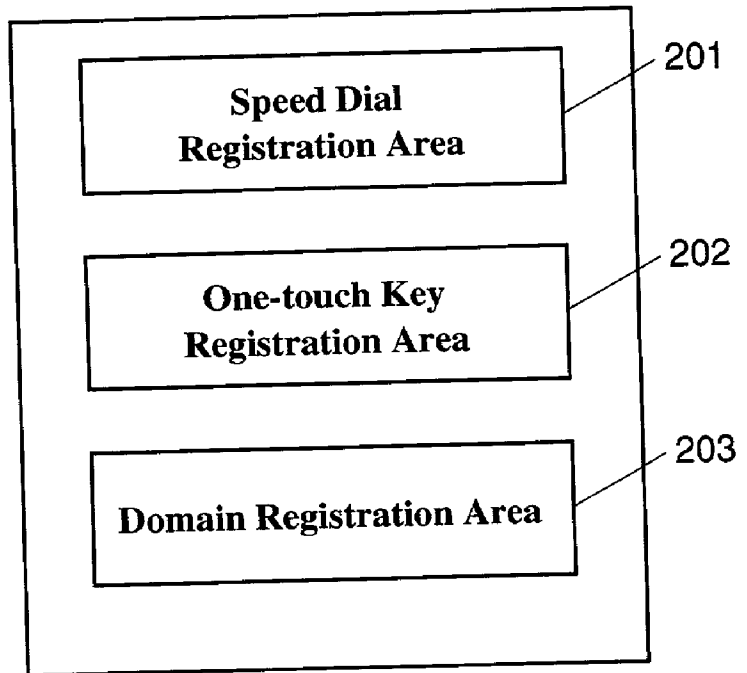 Speed Dial
Registration Area
201
One-touch Key
Registration Area
202
Domain Registration Area
203